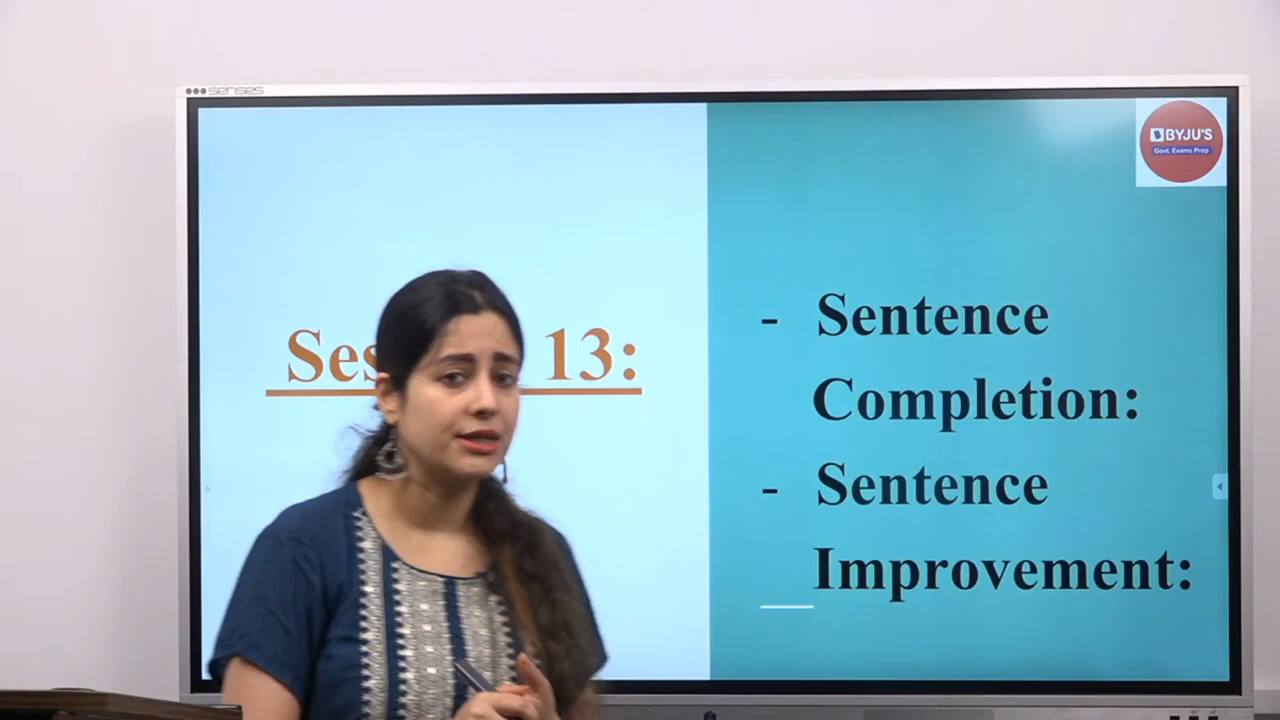 senses
BYJU'S
Govt. Exams Prep
13:
- Sentence
Completion:
- Sentence
Improvement: